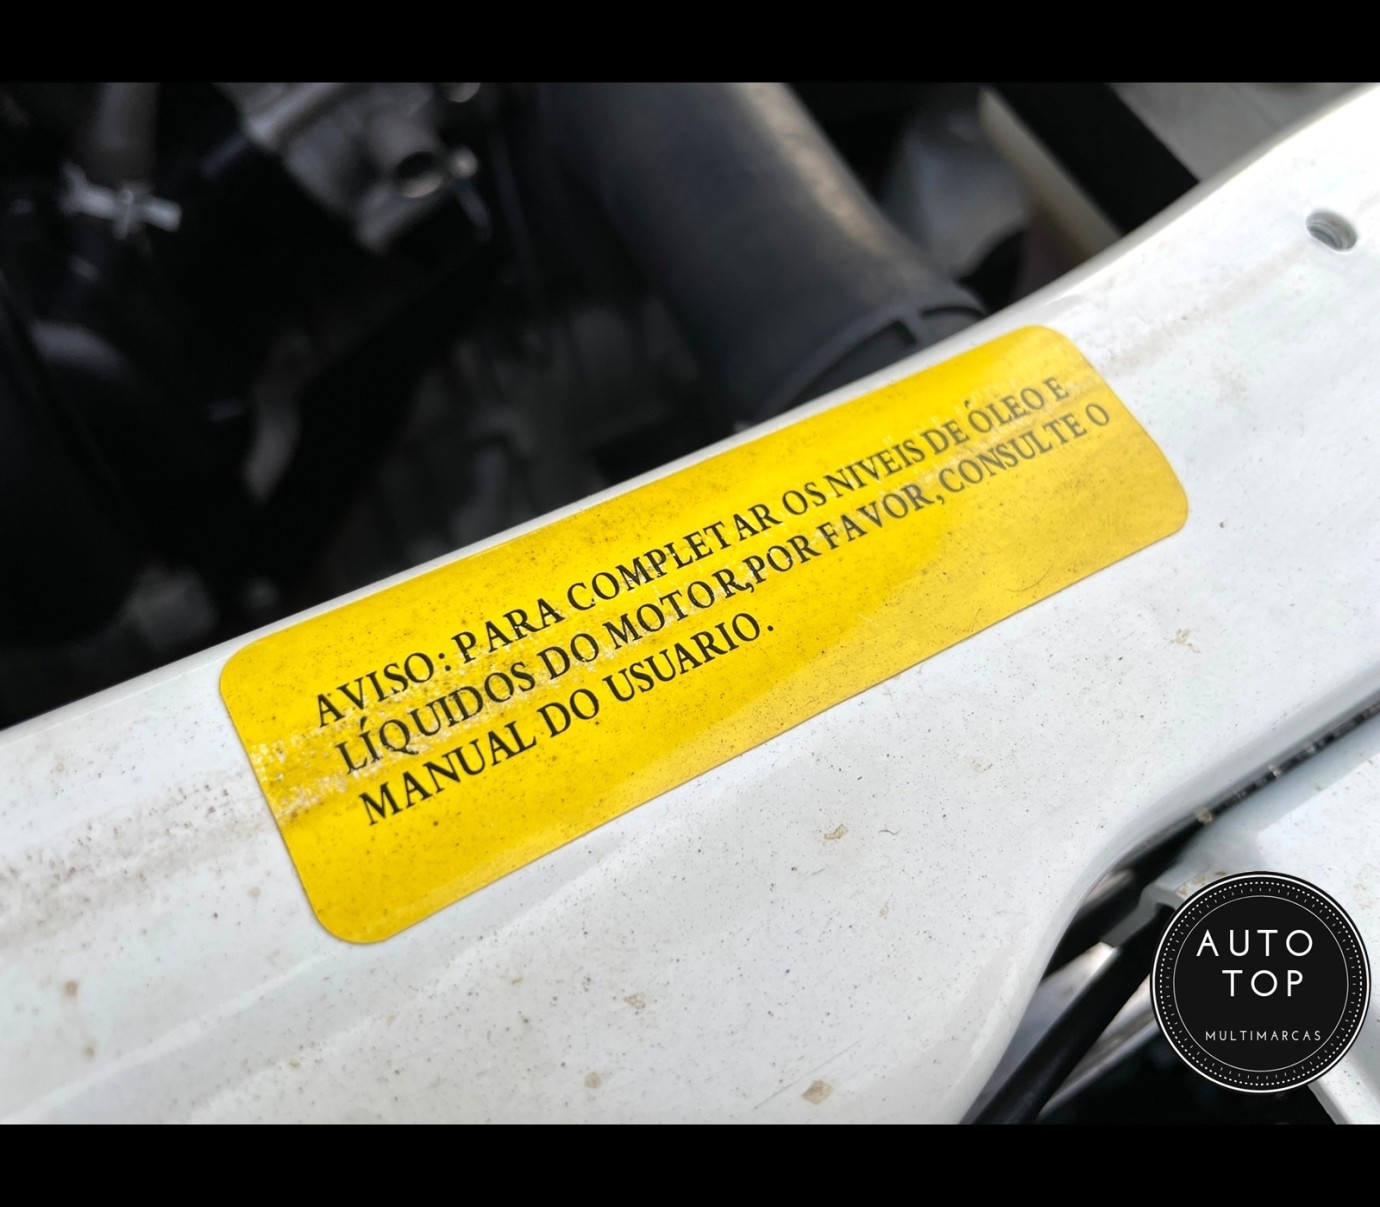 AVISO: PARA COMPLETAR OS NIVEIS DE ÓLEO E
LÍQUIDOS DO MOTOR,POR FAVOR, CONSULTE O
MANUAL DO USUARIO.
AUTO
TOP
MULTIMARCAS